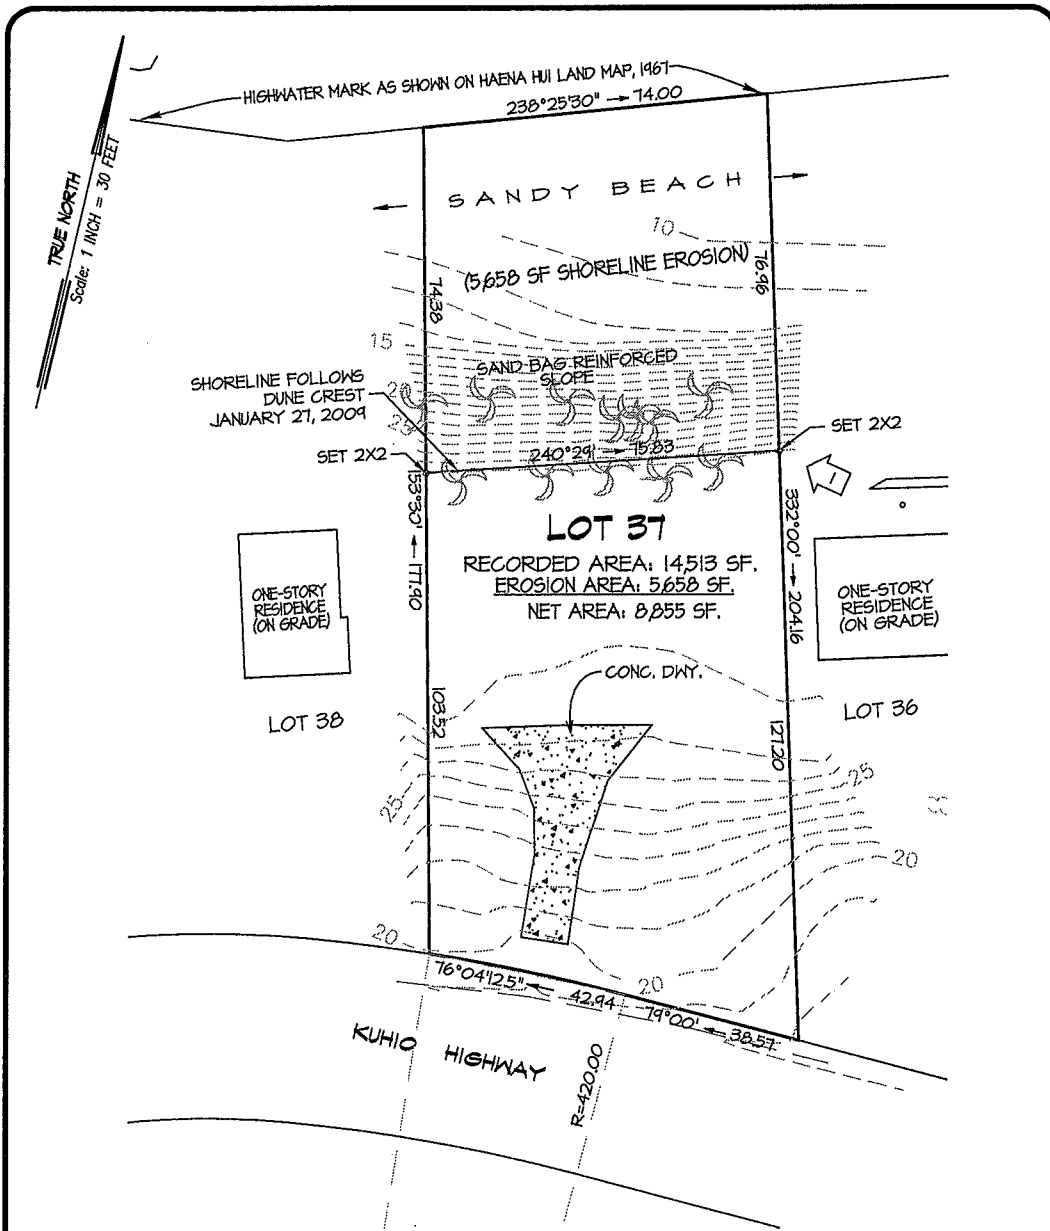 HIGHWATER MARK AS SHOWN ON HAENA HUI LAND MAP, 1967
238°25'30" → 74.00
TRUE NORTH
Scale: 1 INCH = 30 FEET
SANDY BEACH
10
(5,658 SF SHORELINE EROSION)
76.96
74.38
15
SAND BAG REINFORCED
SLOPE
SHORELINE FOLLOWS
DUNE CREST
JANUARY 27, 2009
20
25
SET 2X2
SET 2X2
240°29' → 75.83
1
153°30' → 177.90
332°00' → 204.16
LOT 37
RECORDED AREA: 14,513 SF.
EROSION AREA: 5,658 SF.
NET AREA: 8,855 SF.
ONE-STORY
RESIDENCE
(ON GRADE)
ONE-STORY
RESIDENCE
(ON GRADE)
CONC. DWY.
LOT 38
103.52
LOT 36
121.20
25
25
20
20
20
76°04'12.5" ← 42.94
79°00' ← 38.57
KUHIO HIGHWAY
R=420.00